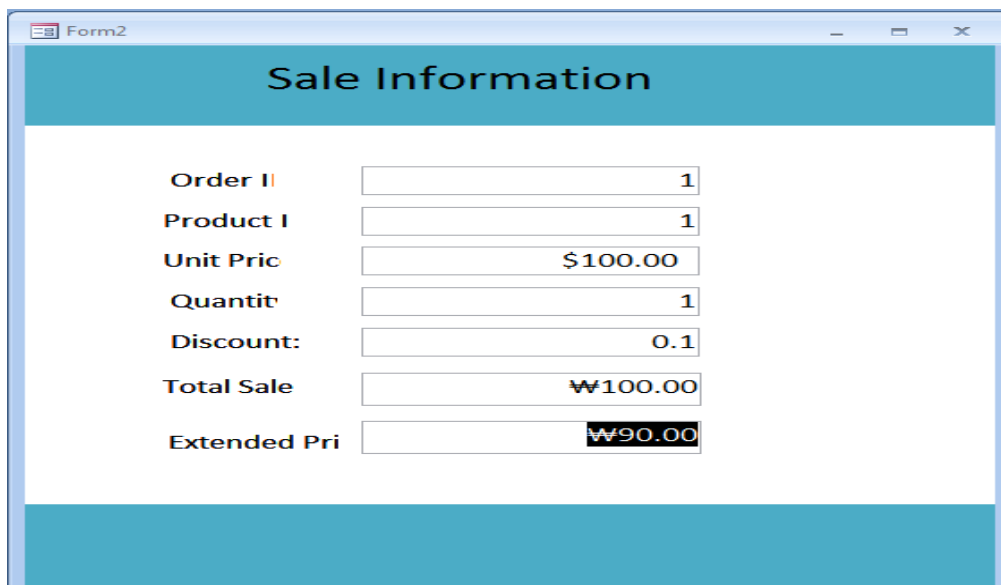 Form2
Sale Information
Order I 1
Product I 1
Unit Pric $100.00
Quantit 1
Discount: 0.1
Total Sale ₩100.00
Extended Pri ₩90.00